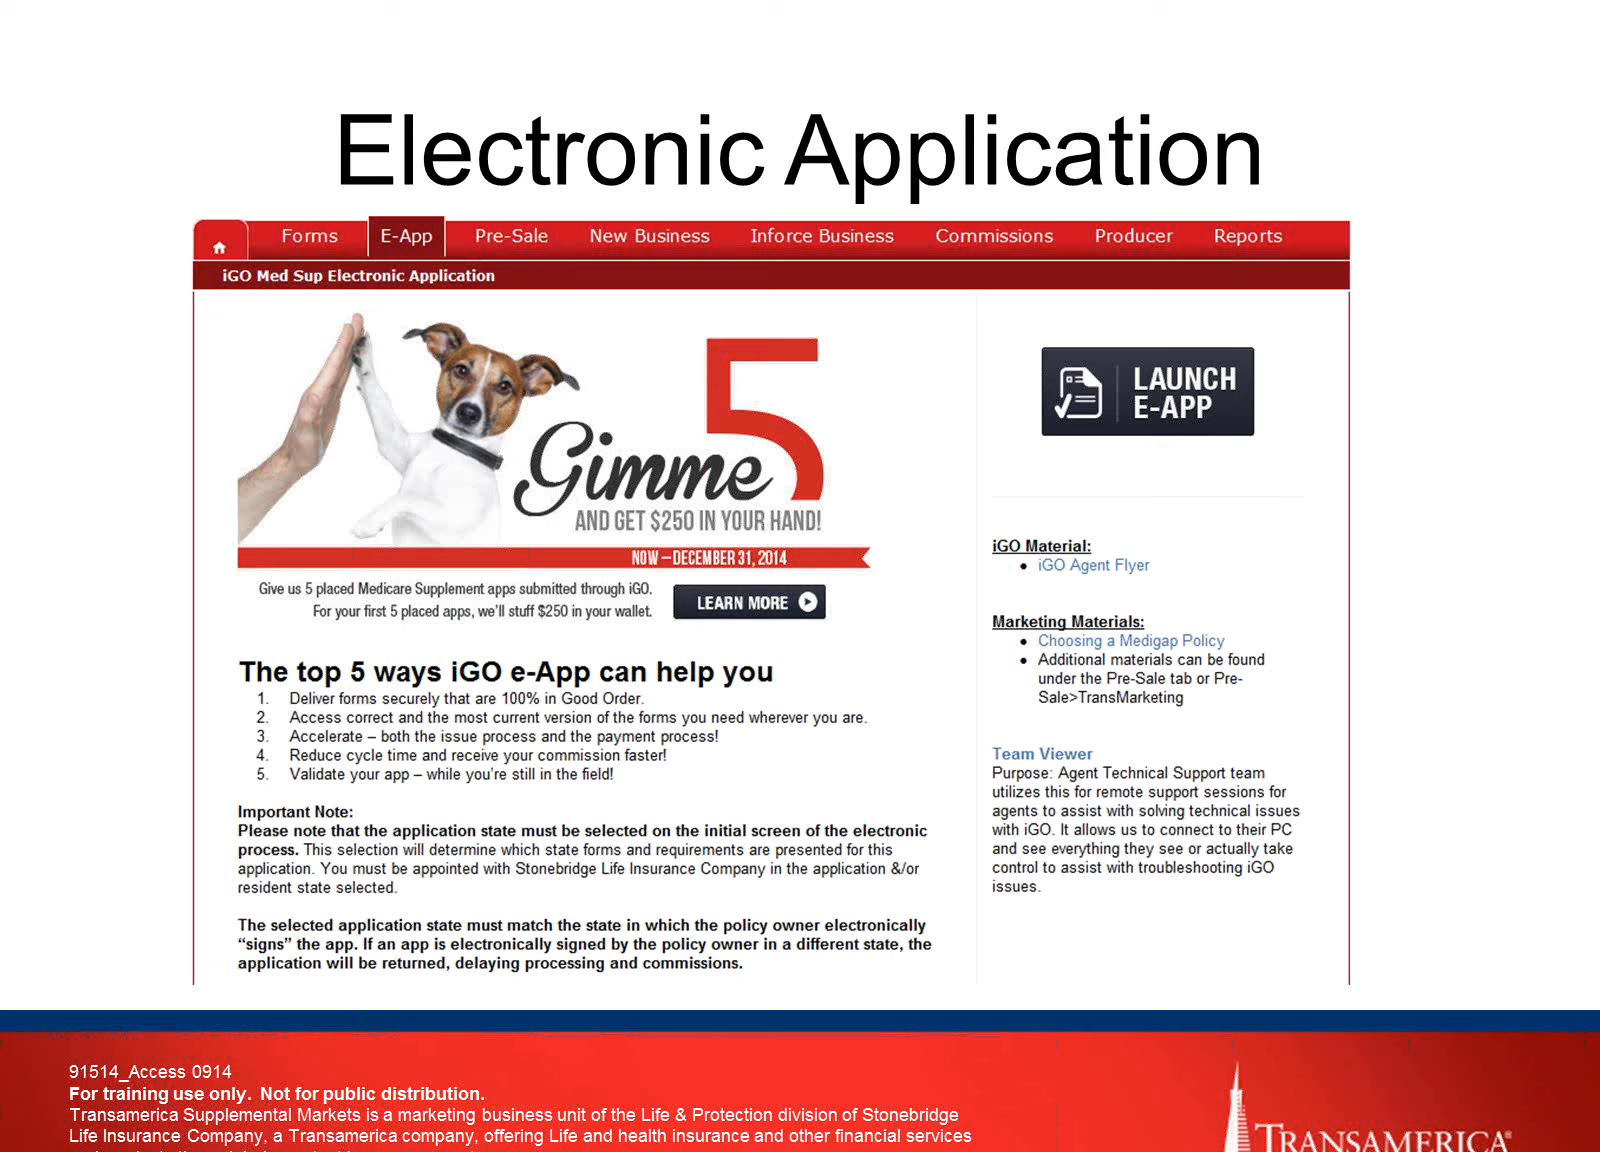 Electronic Application
Forms E-App Pre-Sale New Business Inforce Business Commissions Producer Reports
iGO Med Sup Electronic Application
Gimme 5
AND GET $250 IN YOUR HAND!
NOW – DECEMBER 31, 2014
Give us 5 placed Medicare Supplement apps submitted through iGO.
For your first 5 placed apps, we'll stuff $250 in your wallet.
LEARN MORE
The top 5 ways iGO e-App can help you
1. Deliver forms securely that are 100% in Good Order.
2. Access correct and the most current version of the forms you need wherever you are.
3. Accelerate – both the issue process and the payment process!
4. Reduce cycle time and receive your commission faster!
5. Validate your app – while you're still in the field!
Important Note:
Please note that the application state must be selected on the initial screen of the electronic
process. This selection will determine which state forms and requirements are presented for this
application. You must be appointed with Stonebridge Life Insurance Company in the application &/or
resident state selected.
The selected application state must match the state in which the policy owner electronically
“signs” the app. If an app is electronically signed by the policy owner in a different state, the
application will be returned, delaying processing and commissions.
LAUNCH
E-APP
iGO Material:
• iGO Agent Flyer
Marketing Materials:
• Choosing a Medigap Policy
• Additional materials can be found
under the Pre-Sale tab or Pre-
Sale>TransMarketing
Team Viewer
Purpose: Agent Technical Support team
utilizes this for remote support sessions for
agents to assist with solving technical issues
with iGO. It allows us to connect to their PC
and see everything they see or actually take
control to assist with troubleshooting iGO
issues.
91514_Access 0914
For training use only. Not for public distribution.
Transamerica Supplemental Markets is a marketing business unit of the Life & Protection division of Stonebridge
Life Insurance Company, a Transamerica company, offering Life and health insurance and other financial services
TRANSAMERICA®